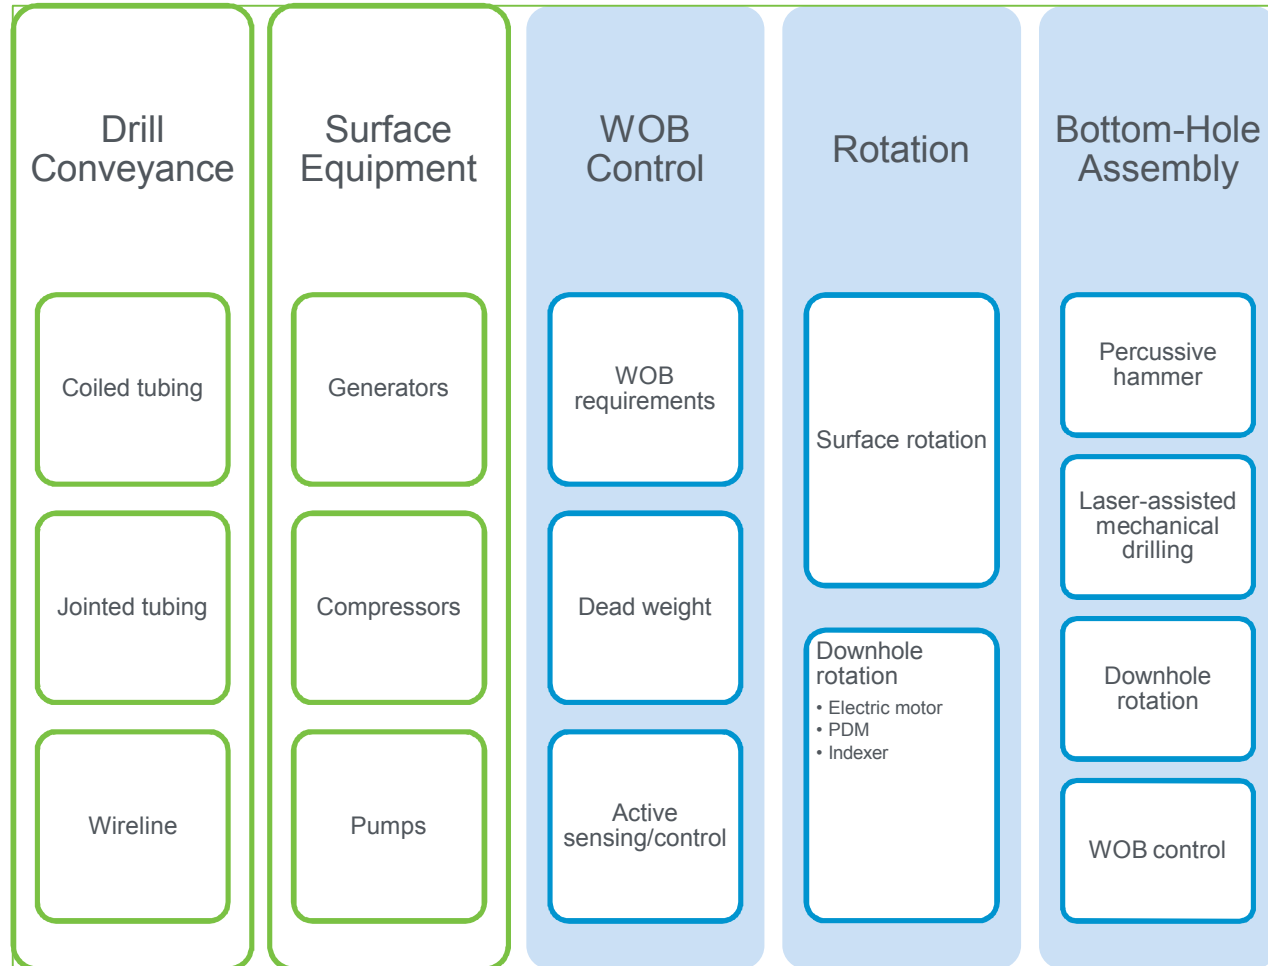 Drill
Conveyance
Coiled tubing
Jointed tubing
Wireline
Surface
Equipment
Generators
Compressors
Pumps
WOB
Control
WOB
requirements
Dead weight
Active
sensing/control
Rotation
Surface rotation
Downhole
rotation
• Electric motor
• PDM
• Indexer
Bottom-Hole
Assembly
Percussive
hammer
Laser-assisted
mechanical
drilling
Downhole
rotation
WOB control